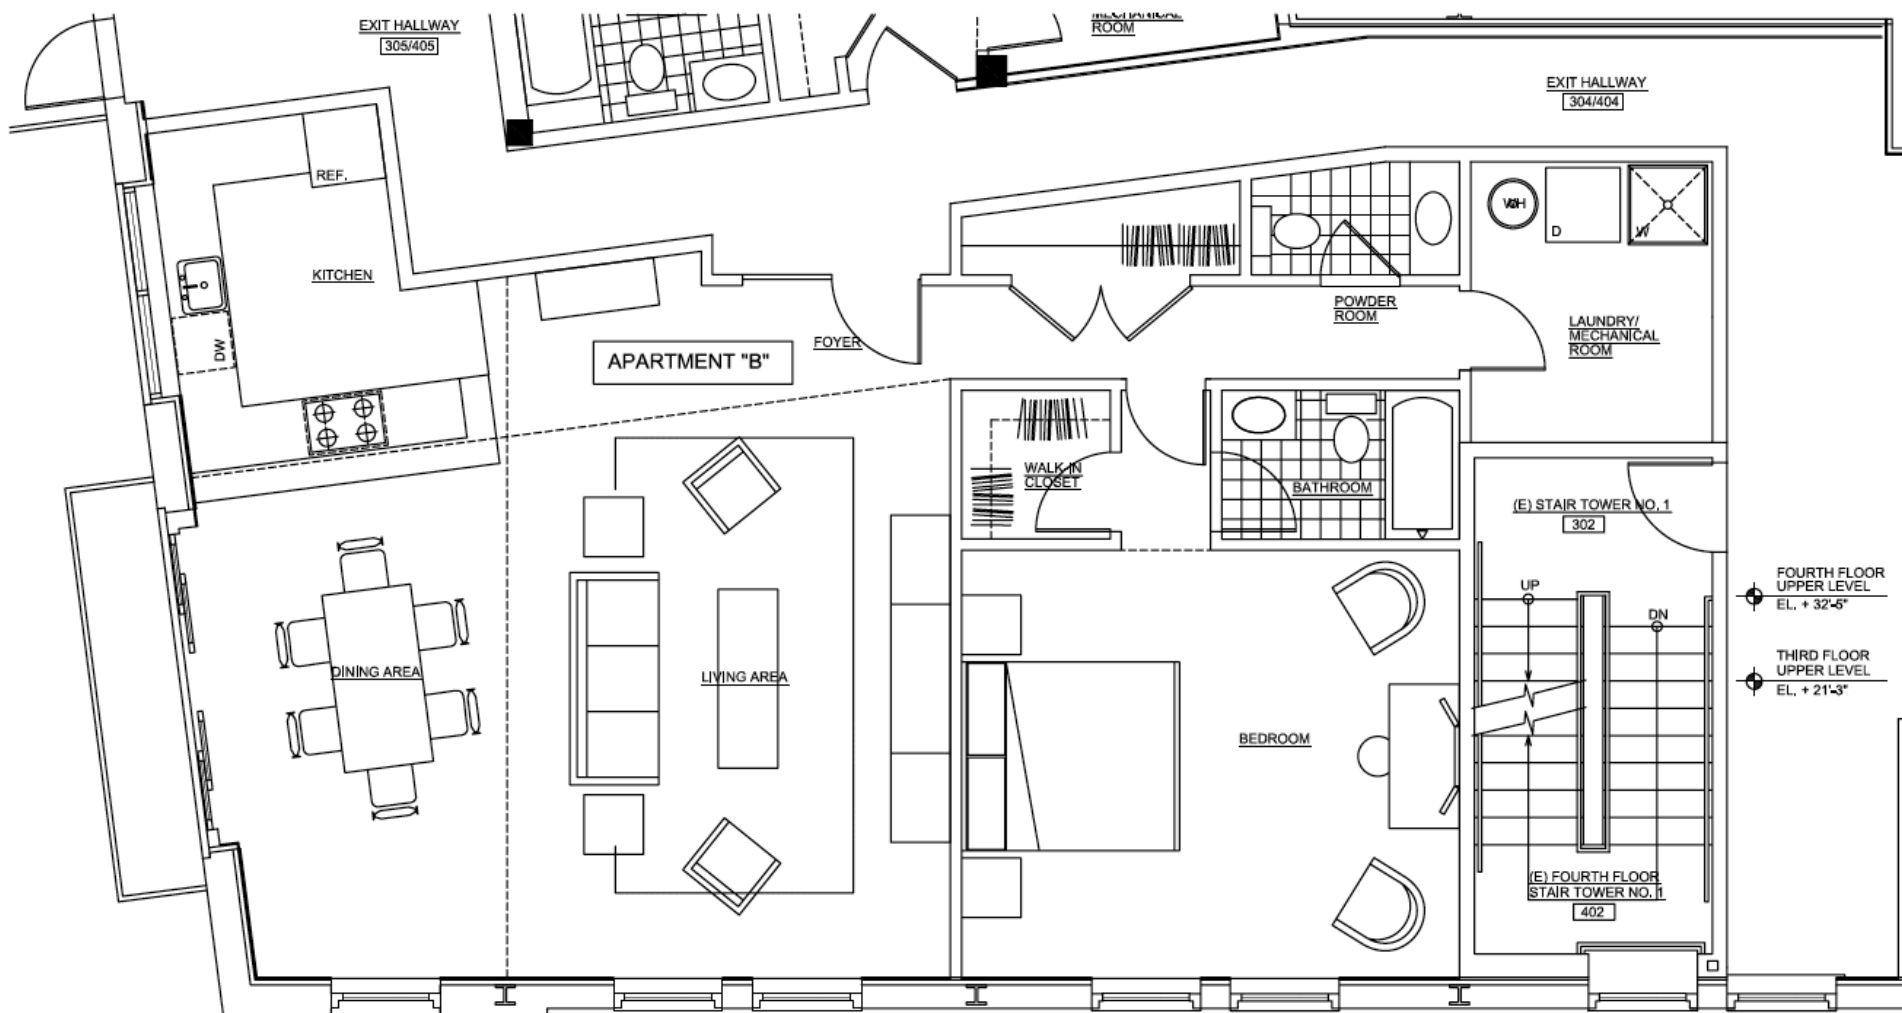 EXIT HALLWAY
305/405
MECHANICAL
ROOM
EXIT HALLWAY
304/404
REF.
KITCHEN
DW
FOYER
APARTMENT "B"
POWDER
ROOM
WH
D
W
LAUNDRY/
MECHANICAL
ROOM
WALK-IN
CLOSET
BATHROOM
(E) STAIR TOWER NO. 1
302
UP
DN
FOURTH FLOOR
UPPER LEVEL
EL. + 32'-5"
THIRD FLOOR
UPPER LEVEL
EL. + 21'-3"
DINING AREA
LIVING AREA
BEDROOM
(E) FOURTH FLOOR
STAIR TOWER NO. 1
402